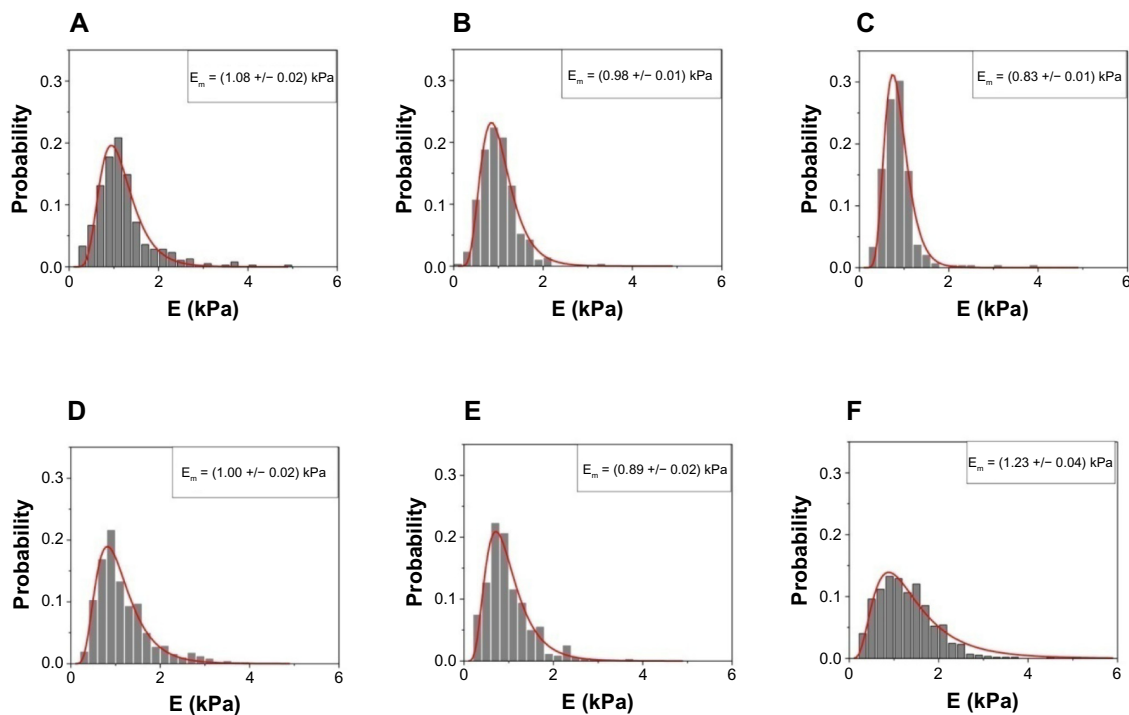 A
E_m = (1.08 +/− 0.02) kPa
Probability
0.3
0.2
0.1
0.0
0 2 4 6
E (kPa)
B
E_m = (0.98 +/− 0.01) kPa
Probability
0.3
0.2
0.1
0.0
0 2 4 6
E (kPa)
C
E_m = (0.83 +/− 0.01) kPa
Probability
0.3
0.2
0.1
0.0
0 2 4 6
E (kPa)
D
E_m = (1.00 +/− 0.02) kPa
Probability
0.3
0.2
0.1
0.0
0 2 4 6
E (kPa)
E
E_m = (0.89 +/− 0.02) kPa
Probability
0.3
0.2
0.1
0.0
0 2 4 6
E (kPa)
F
E_m = (1.23 +/− 0.04) kPa
Probability
0.3
0.2
0.1
0.0
0 2 4 6
E (kPa)